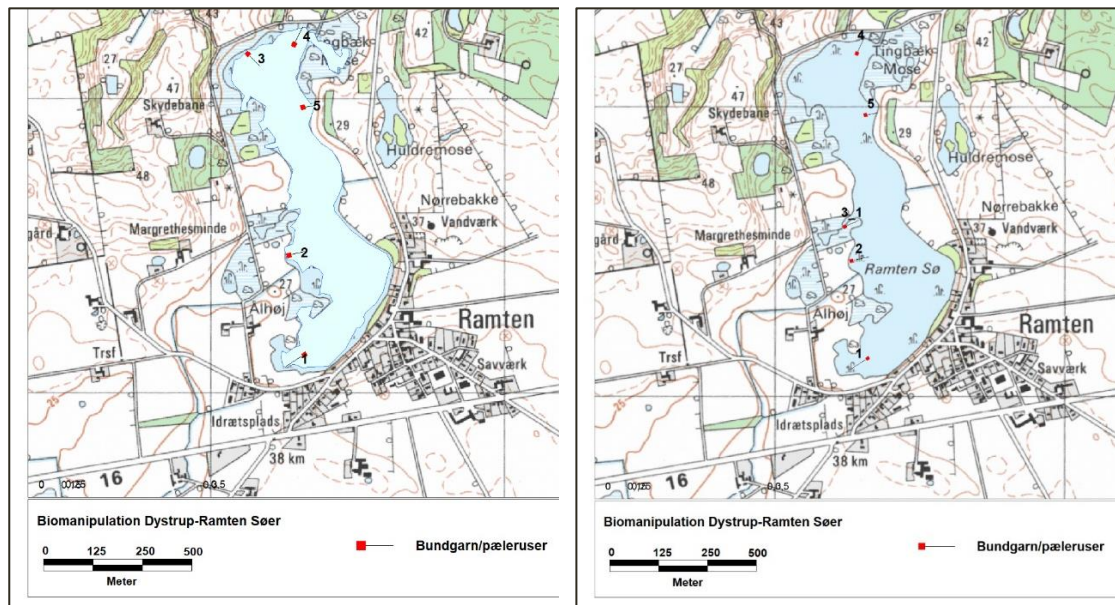 43
4
42
27
3
Tingbæk
Mose
47
Skydebane
5
29
Huldremose
48
Nørrebakke
37
Vandværk
gård
Margrethesminde
2
27
Alhøj
Ramten
1
Trsf
Savværk
25
Idrætsplads
38 km
16
Biomanipulation Dystrup-Ramten Søer
0 125 250 500
Meter
Bundgarn/pæleruser
43
4
42
27
Tingbæk
Mose
47
Skydebane
5
29
Huldremose
48
Nørrebakke
3 1
37
Vandværk
gård
Margrethesminde
2
Ramten Sø
27
Alhøj
Ramten
1
Trsf
Savværk
25
Idrætsplads
38 km
16
Biomanipulation Dystrup-Ramten Søer
0 125 250 500
Meter
Bundgarn/pæleruser